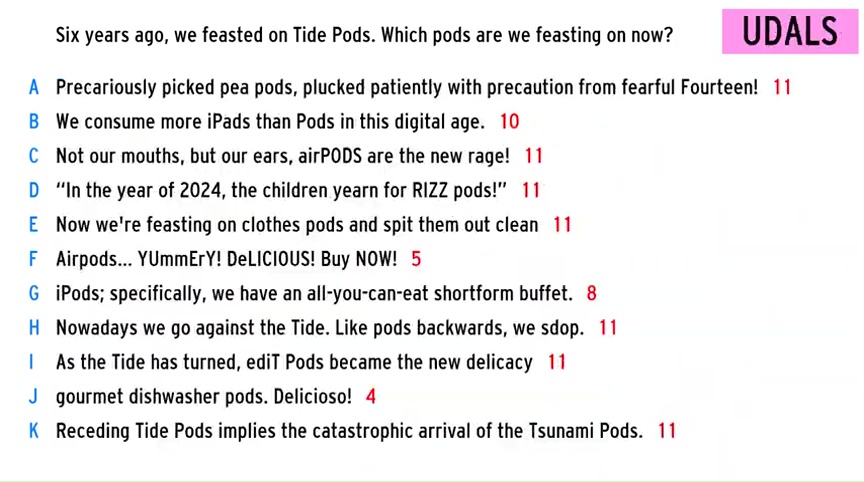 Six years ago, we feasted on Tide Pods. Which pods are we feasting on now?
UDALS
A Precariously picked pea pods, plucked patiently with precaution from fearful Fourteen! 11
B We consume more iPads than Pods in this digital age. 10
C Not our mouths, but our ears, airPODS are the new rage! 11
D “In the year of 2024, the children yearn for RIZZ pods!” 11
E Now we're feasting on clothes pods and spit them out clean 11
F Airpods... YUmmErY! DeLICIOUS! Buy NOW! 5
G iPods; specifically, we have an all-you-can-eat shortform buffet. 8
H Nowadays we go against the Tide. Like pods backwards, we sdop. 11
I As the Tide has turned, ediT Pods became the new delicacy 11
J gourmet dishwasher pods. Delicioso! 4
K Receding Tide Pods implies the catastrophic arrival of the Tsunami Pods. 11